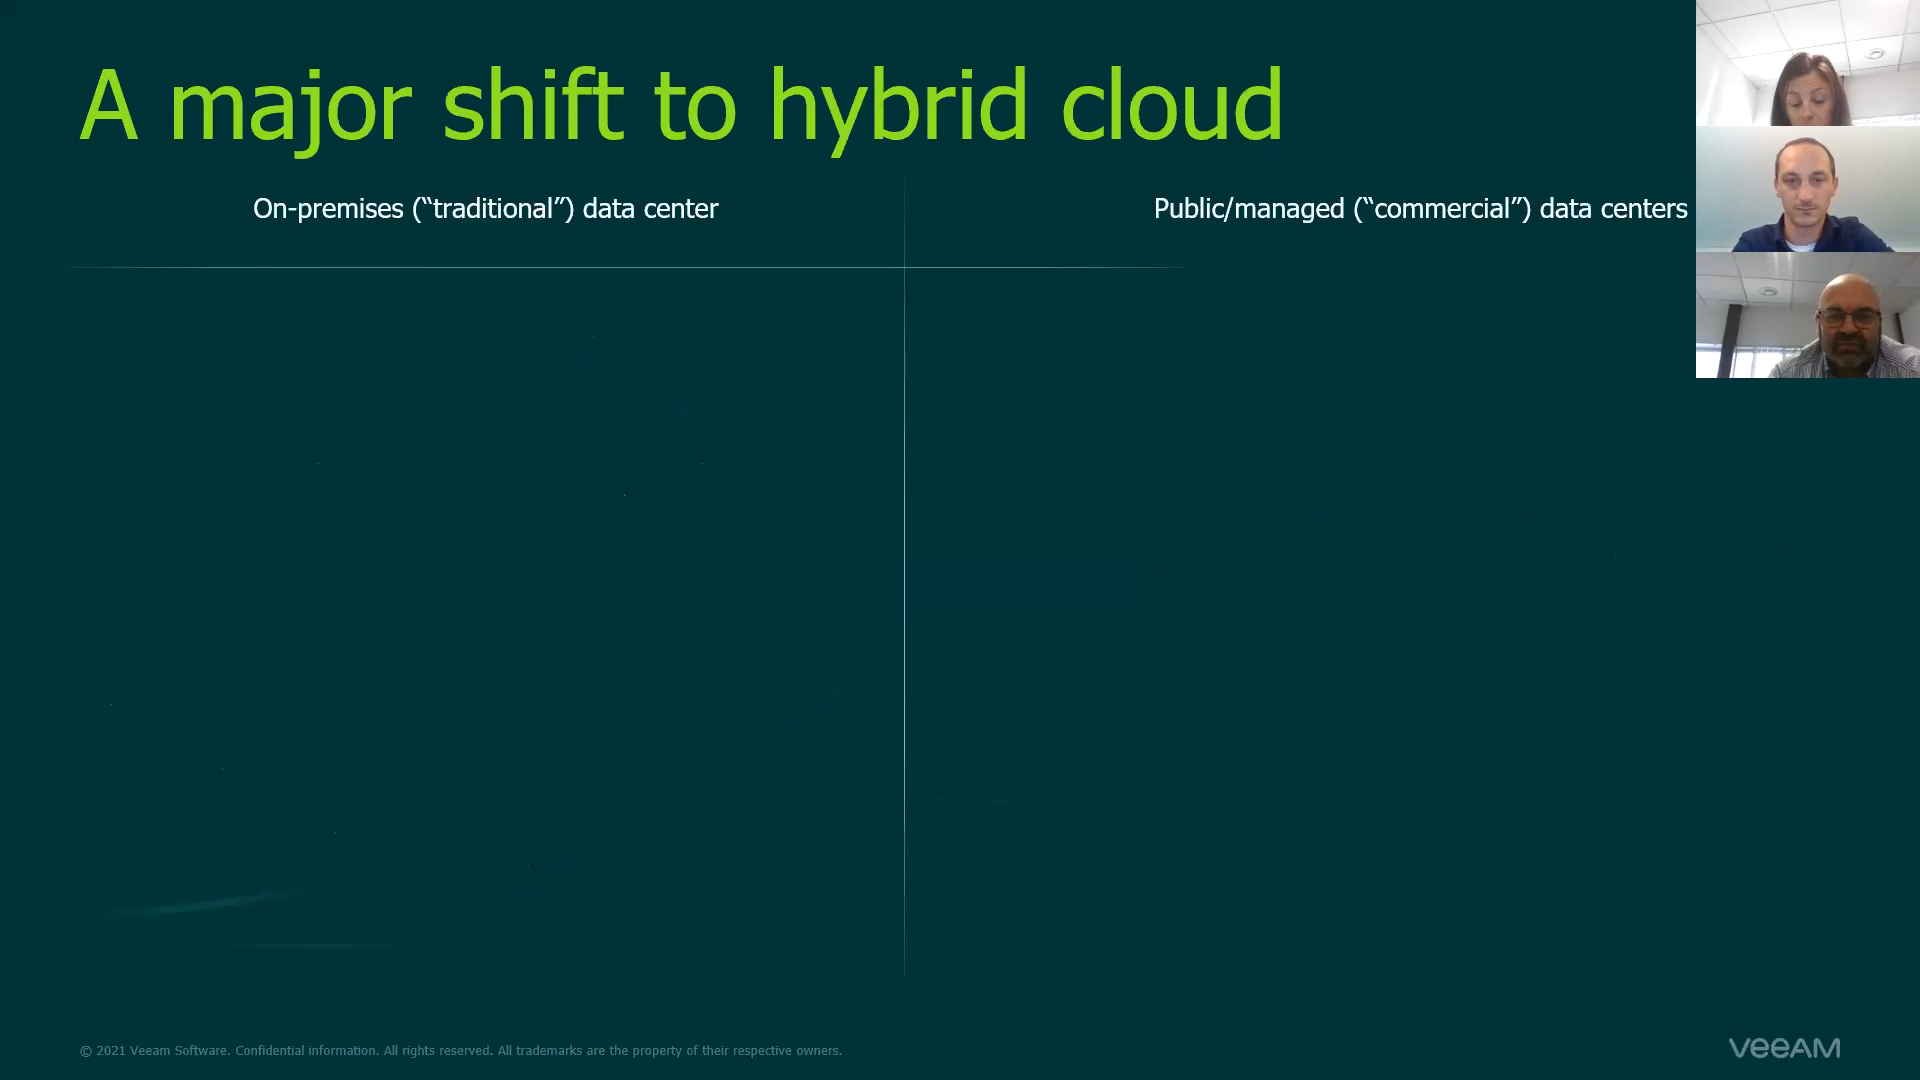 A major shift to hybrid cloud
On-premises (“traditional”) data center
Public/managed (“commercial”) data centers
© 2021 Veeam Software. Confidential information. All rights reserved. All trademarks are the property of their respective owners.
veeAM